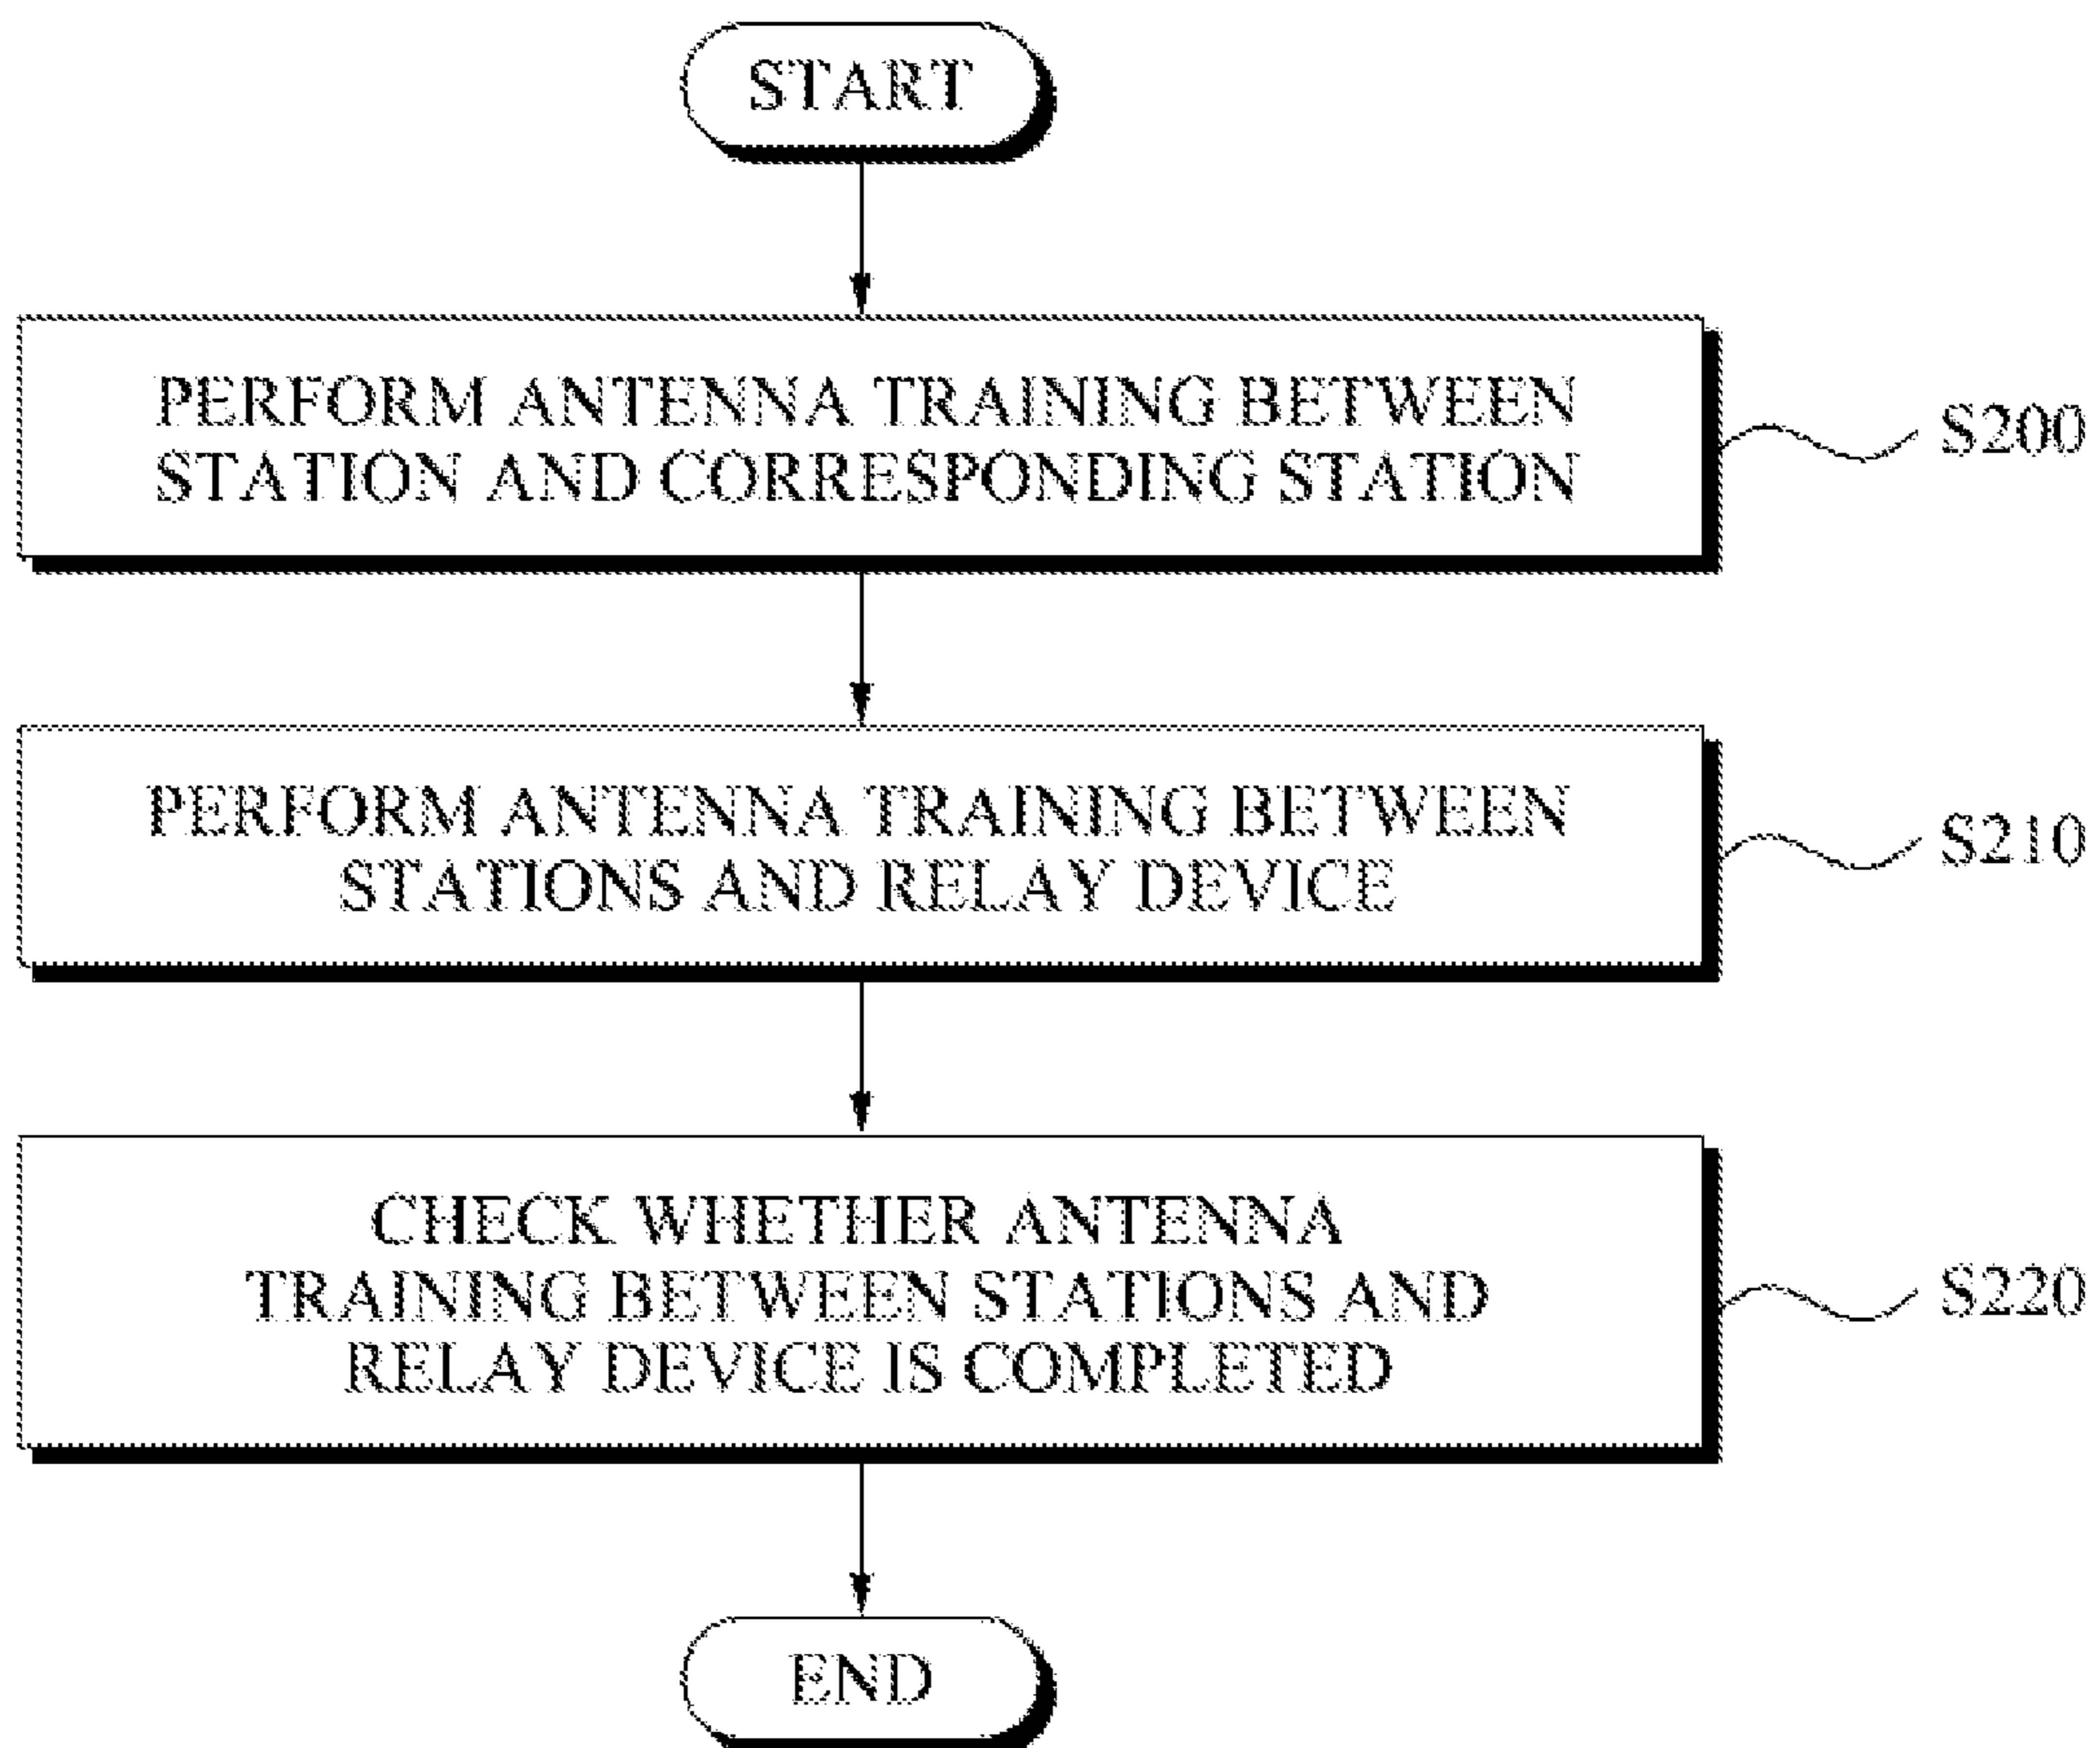 START
PERFORM ANTENNA TRAINING BETWEEN
STATION AND CORRESPONDING STATION
S200
PERFORM ANTENNA TRAINING BETWEEN
STATIONS AND RELAY DEVICE
S210
CHECK WHETHER ANTENNA
TRAINING BETWEEN STATIONS AND
RELAY DEVICE IS COMPLETED
S220
END